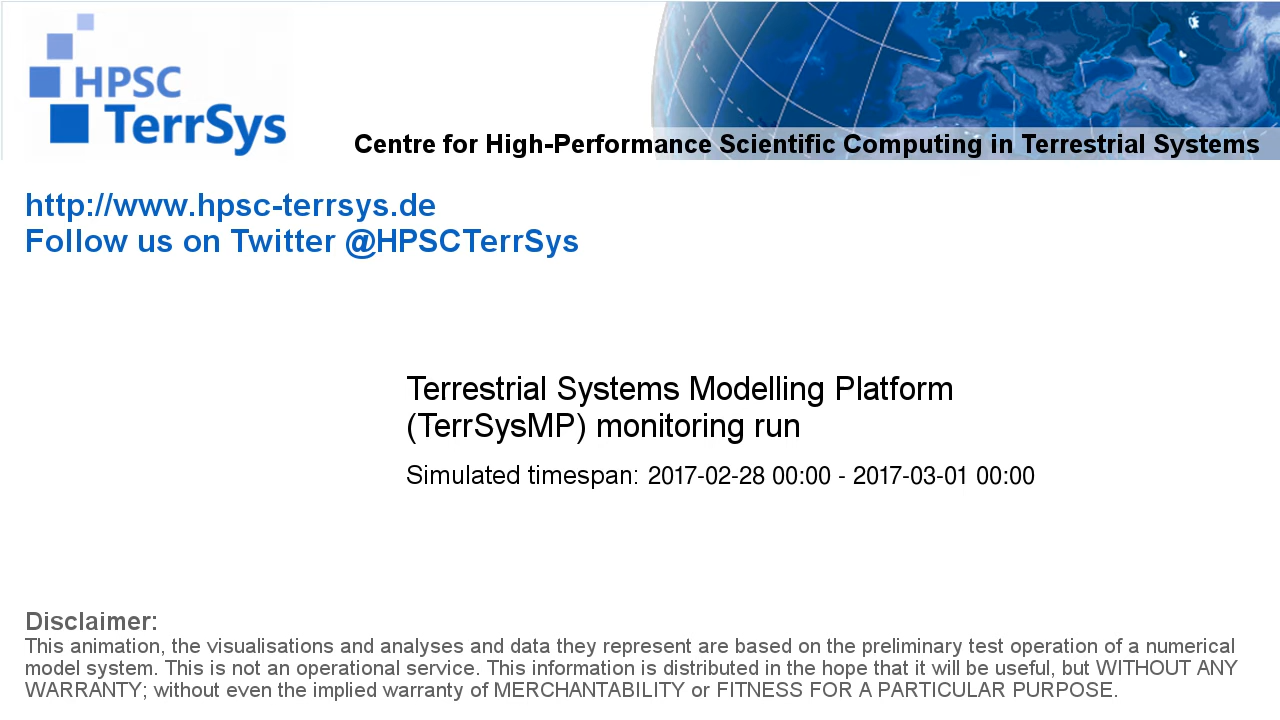 HPSC
TerrSys
Centre for High-Performance Scientific Computing in Terrestrial Systems
http://www.hpsc-terrsys.de
Follow us on Twitter @HPSCTerrSys
Terrestrial Systems Modelling Platform
(TerrSysMP) monitoring run
Simulated timespan: 2017-02-28 00:00 - 2017-03-01 00:00
Disclaimer:
This animation, the visualisations and analyses and data they represent are based on the preliminary test operation of a numerical
model system. This is not an operational service. This information is distributed in the hope that it will be useful, but WITHOUT ANY
WARRANTY; without even the implied warranty of MERCHANTABILITY or FITNESS FOR A PARTICULAR PURPOSE.